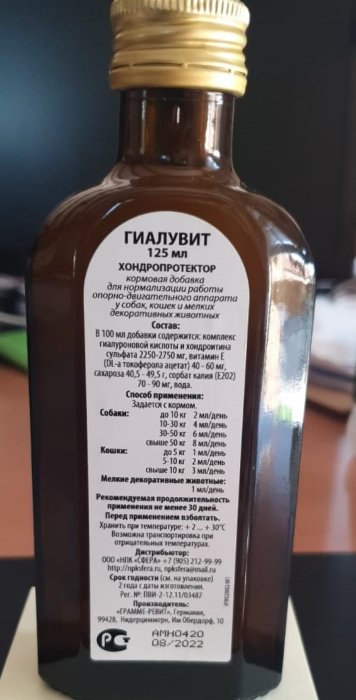 ГИАЛУВИТ
125 мл
ХОНДРОПРОТЕКТОР
кормовая добавка
для нормализации работы
опорно-двигательного аппарата
у собак, кошек и мелких
декоративных животных
Состав:
В 100 мл добавки содержится: комплекс
гиалуроновой кислоты и хондроитина
сульфата 2250-2750 мг, витамин Е
(DL-a токоферола ацетат) 40 - 60 мг,
сахароза 40,5 - 49,5 г, сорбат калия (Е202)
70 - 90 мг, вода.
Способ применения:
Задается с кормом.
Собаки: до 10 кг 2 мл/день
10-30 кг 4 мл/день
30-50 кг 6 мл/день
свыше 50 кг 8 мл/день
Кошки: до 5 кг 1 мл/день
5-10 кг 2 мл/день
свыше 10 кг 3 мл/день
Мелкие декоративные животные:
1 мл/день
Рекомендуемая продолжительность
применения не менее 30 дней.
Перед применением взболтать.
Хранить при температуре: + 2 ... + 30°С
Возможна транспортировка при
отрицательных температурах.
Дистрибьютор:
ООО «НПК «СФЕРА» +7 (905) 212-99-99
http://npksfera.ru, npksfera@mail.ru
Срок годности (см. на упаковке)
2 года с даты изготовления.
Рег. №: ПВИ-2-12.11/03487
Производитель:
«ГРАММЕ-РЕВИТ», Германия,
99428, Нидерциммерн, Им Обердорф, 10
РС АМН0420
08/2022